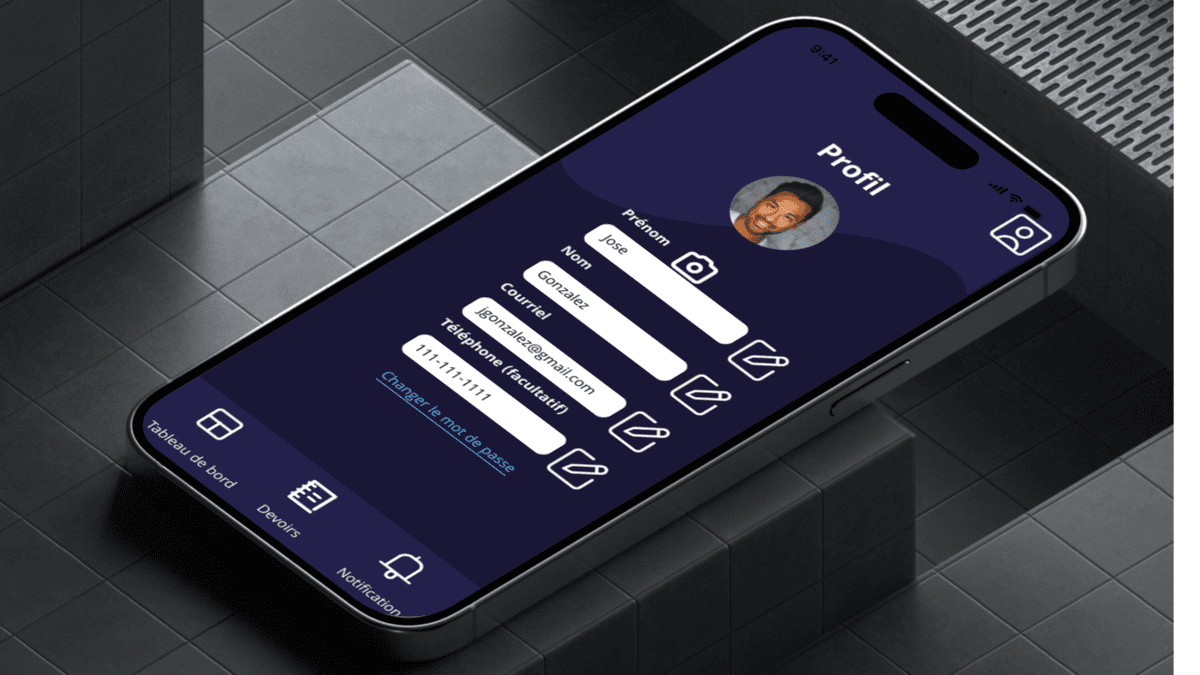 9:41
Profil
Prénom
Jose
Nom
Gonzalez
Courriel
jgonzalez@gmail.com
Téléphone (facultatif)
111-111-1111
Changer le mot de passe
Tableau de bord
Devoirs
Notification